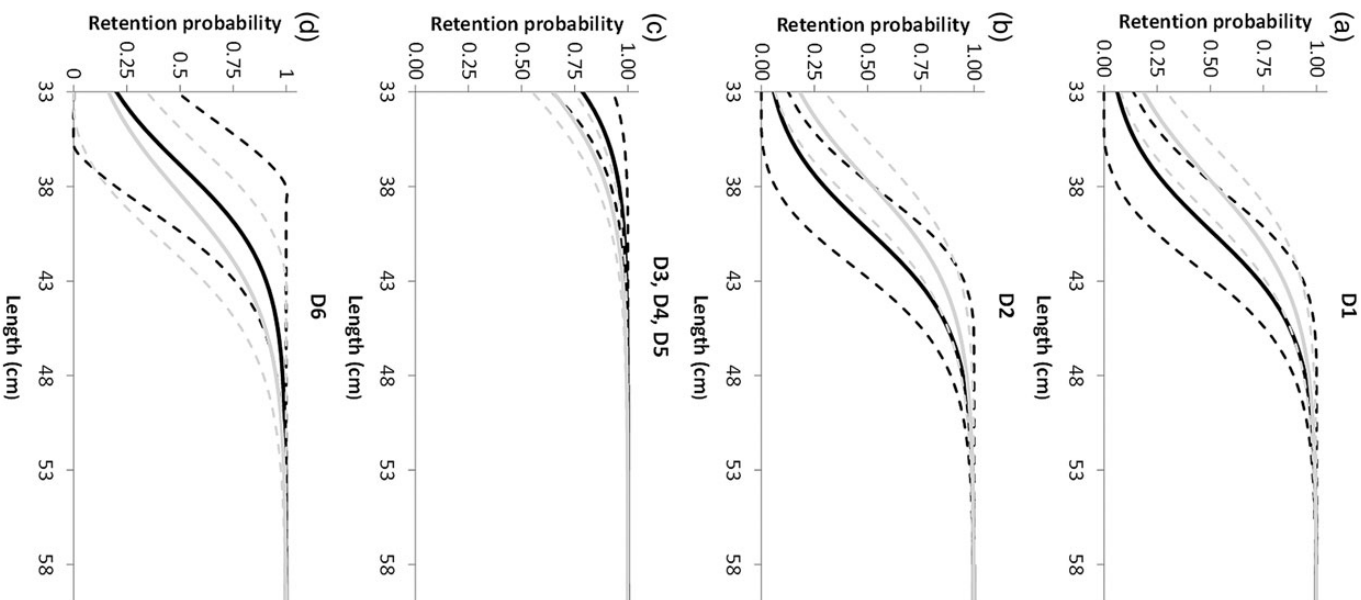 (a)
D1
Retention probability
1.00
0.75
0.50
0.25
0.00
33
38
43
48
53
58
Length (cm)
(b)
D2
Retention probability
1.00
0.75
0.50
0.25
0.00
33
38
43
48
53
58
Length (cm)
(c)
D3, D4, D5
Retention probability
1.00
0.75
0.50
0.25
0.00
33
38
43
48
53
58
Length (cm)
(d)
D6
Retention probability
1
0.75
0.5
0.25
0
33
38
43
48
53
58
Length (cm)